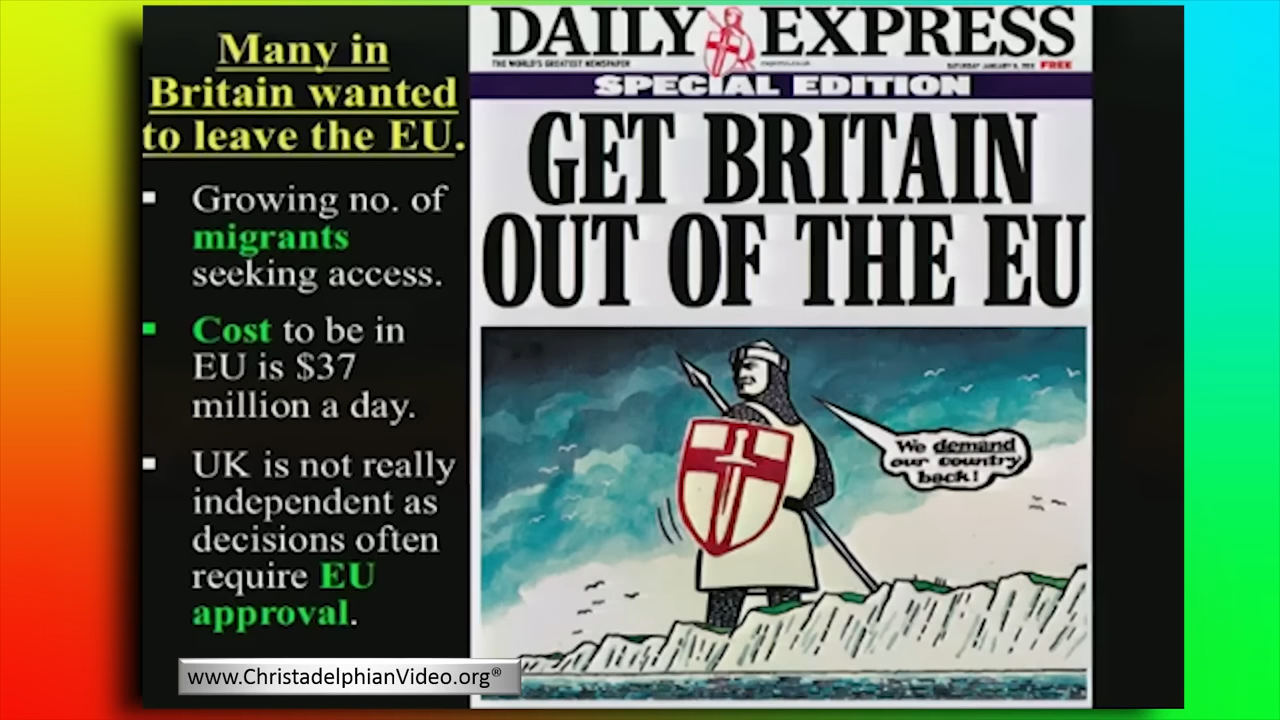 Many in
Britain wanted
to leave the EU.
▪ Growing no. of
migrants
seeking access.
▪ Cost to be in
EU is $37
million a day.
▪ UK is not really
independent as
decisions often
require EU
approval.
www.ChristadelphianVideo.org®
DAILY EXPRESS
THE WORLD'S GREATEST NEWSPAPER
FREE
SPECIAL EDITION
GET BRITAIN
OUT OF THE EU
We demand
our country
back!